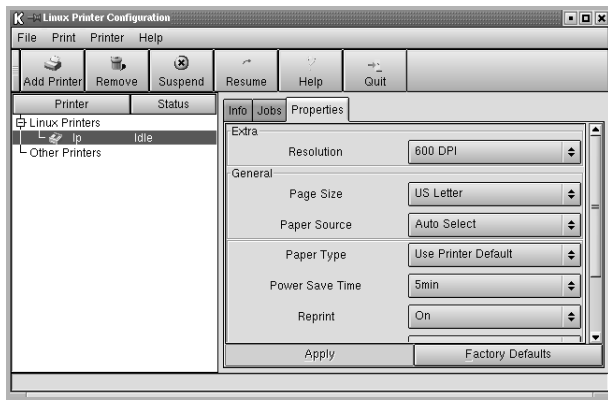 K Linux Printer Configuration
File Print Printer Help
Add Printer Remove Suspend Resume Help Quit
Printer Status
Linux Printers
lp Idle
Other Printers
Info Jobs Properties
Extra
Resolution 600 DPI
General
Page Size US Letter
Paper Source Auto Select
Paper Type Use Printer Default
Power Save Time 5min
Reprint On
Apply Factory Defaults